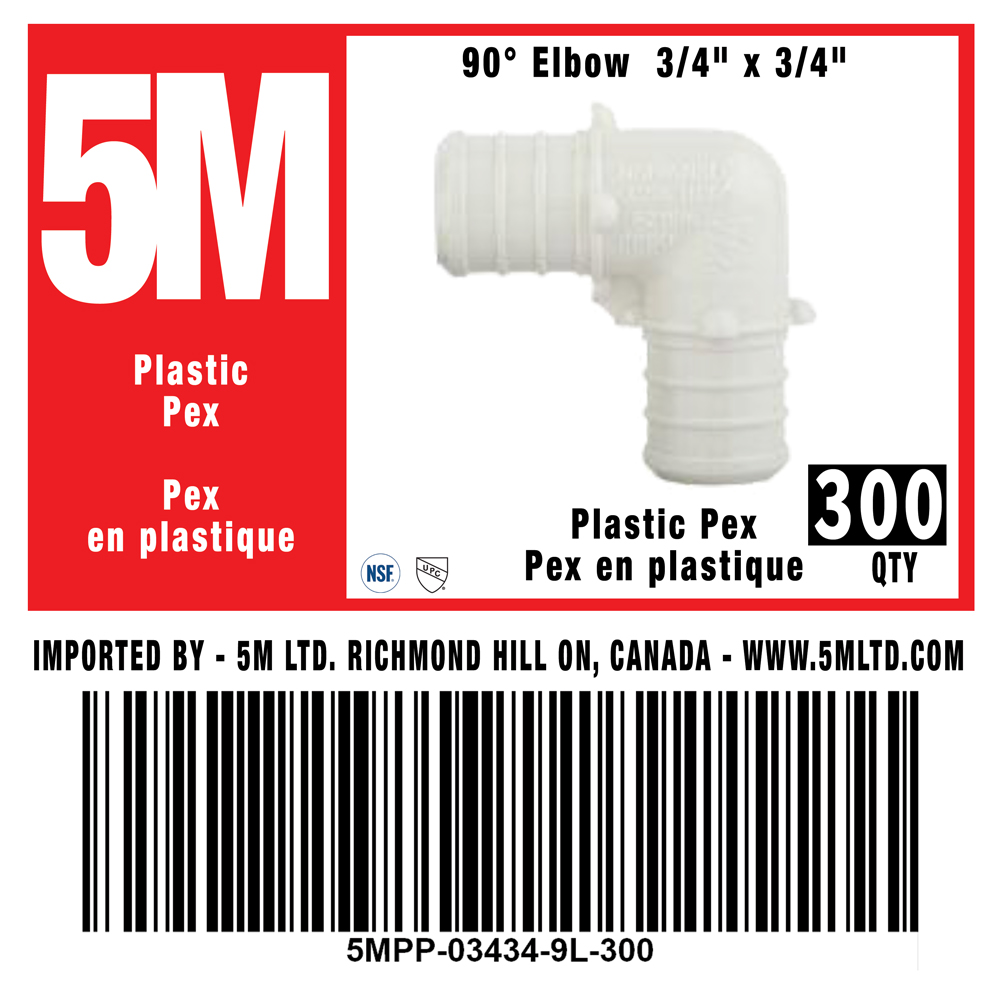 5M
Plastic
Pex
Pex
en plastique
90° Elbow 3/4" x 3/4"
Plastic Pex
Pex en plastique
300
QTY
NSF
UPC
IMPORTED BY - 5M LTD. RICHMOND HILL ON, CANADA - WWW.5MLTD.COM
5MPP-03434-9L-300